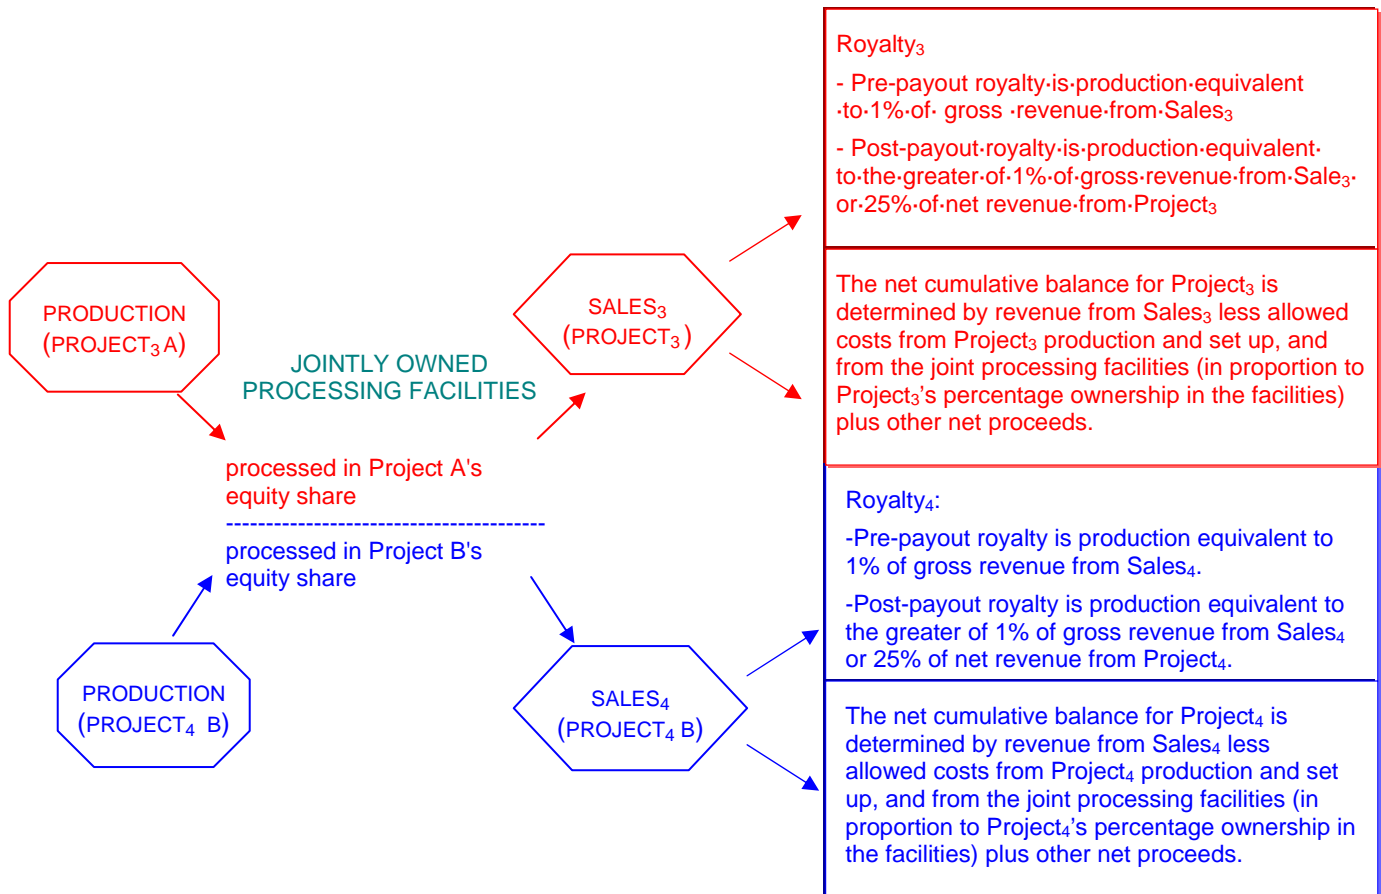 PRODUCTION
(PROJECT₃ A)
JOINTLY OWNED
PROCESSING FACILITIES
SALES₃
(PROJECT₃ )
processed in Project A's
equity share
---------------------------------------
processed in Project B's
equity share
PRODUCTION
(PROJECT₄ B)
SALES₄
(PROJECT₄ B)
Royalty₃
- Pre-payout royalty·is·production·equivalent
·to·1%·of· gross ·revenue·from·Sales₃
- Post-payout·royalty·is·production·equivalent·
to·the·greater·of·1%·of·gross·revenue·from·Sale₃·
or·25%·of·net revenue·from·Project₃
The net cumulative balance for Project₃ is
determined by revenue from Sales₃ less allowed
costs from Project₃ production and set up, and
from the joint processing facilities (in proportion to
Project₃’s percentage ownership in the facilities)
plus other net proceeds.
Royalty₄:
-Pre-payout royalty is production equivalent to
1% of gross revenue from Sales₄.
-Post-payout royalty is production equivalent to
the greater of 1% of gross revenue from Sales₄
or 25% of net revenue from Project₄.
The net cumulative balance for Project₄ is
determined by revenue from Sales₄ less
allowed costs from Project₄ production and set
up, and from the joint processing facilities (in
proportion to Project₄’s percentage ownership in
the facilities) plus other net proceeds.